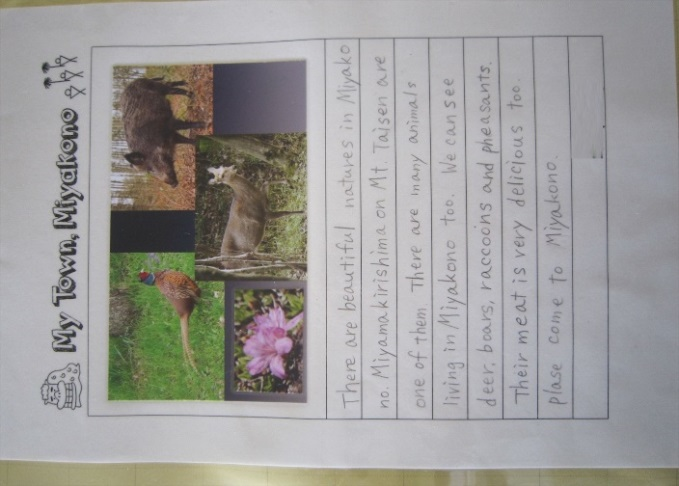 My Town, Miyakono
There are beautiful natures in Miyako
no. Miyamakirishima on Mt. Taisen are
one of them There are many animals
living in Miyakono too. We can see
deer, boars, raccoons and pheasants.
Their meat is very delicious too.
plase come to Miyakono.